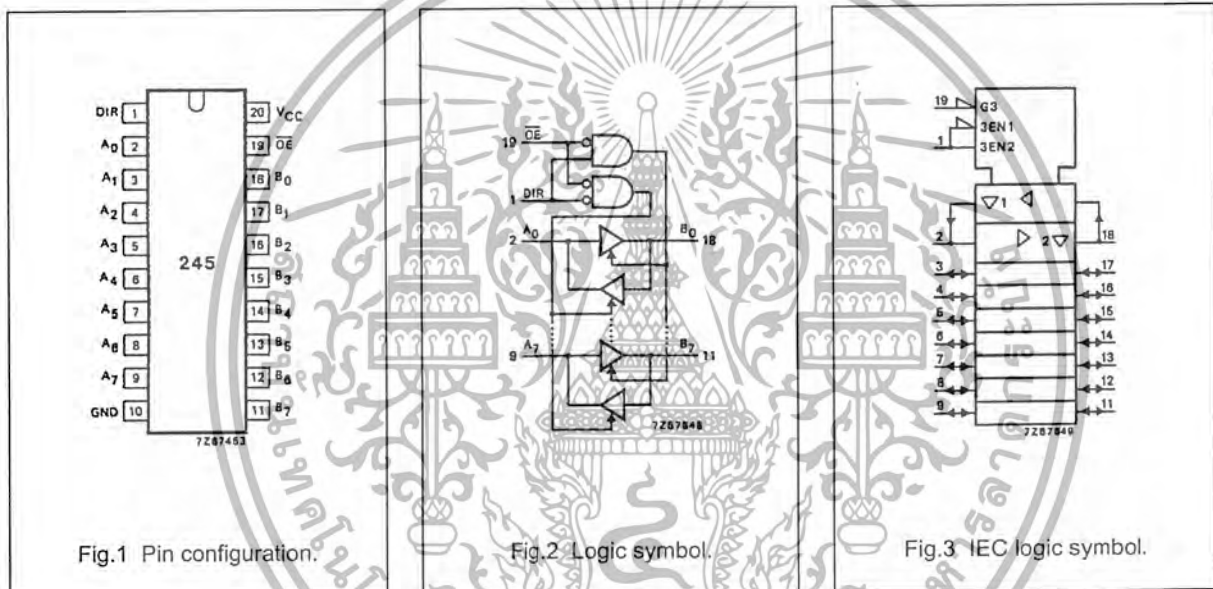 DIR 1
A0 2
A1 3
A2 4
A3 5
A4 6
A5 7
A6 8
A7 9
GND 10
245
20 VCC
19 OE
18 B0
17 B1
16 B2
15 B3
14 B4
13 B5
12 B6
11 B7
7Z87453
Fig.1 Pin configuration.
19 OE
1 DIR
2 A0
B0 18
9 A7
B7 11
Fig.2 Logic symbol.
19 G3
3EN1
1 3EN2
1
2
2
18
3
17
4
16
5
15
6
14
7
13
8
12
9
11
Fig.3 IEC logic symbol.